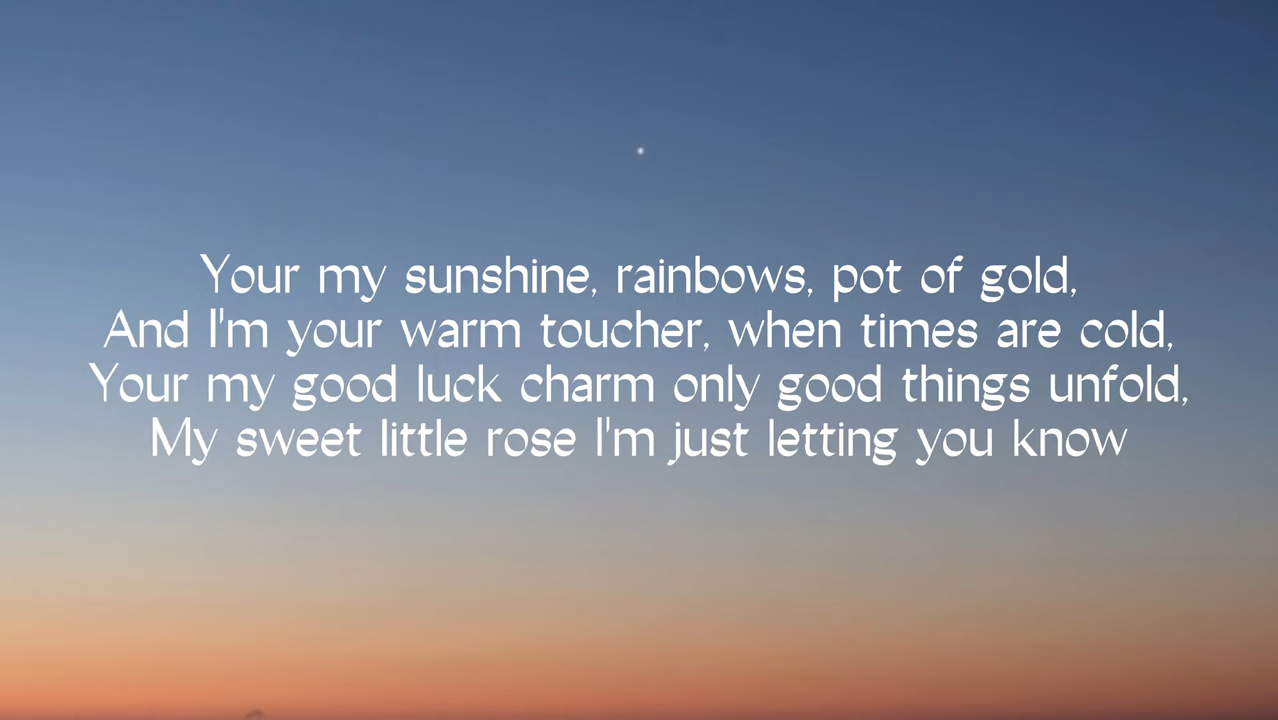 Your my sunshine, rainbows, pot of gold,
And I'm your warm toucher, when times are cold,
Your my good luck charm only good things unfold,
My sweet little rose I'm just letting you know